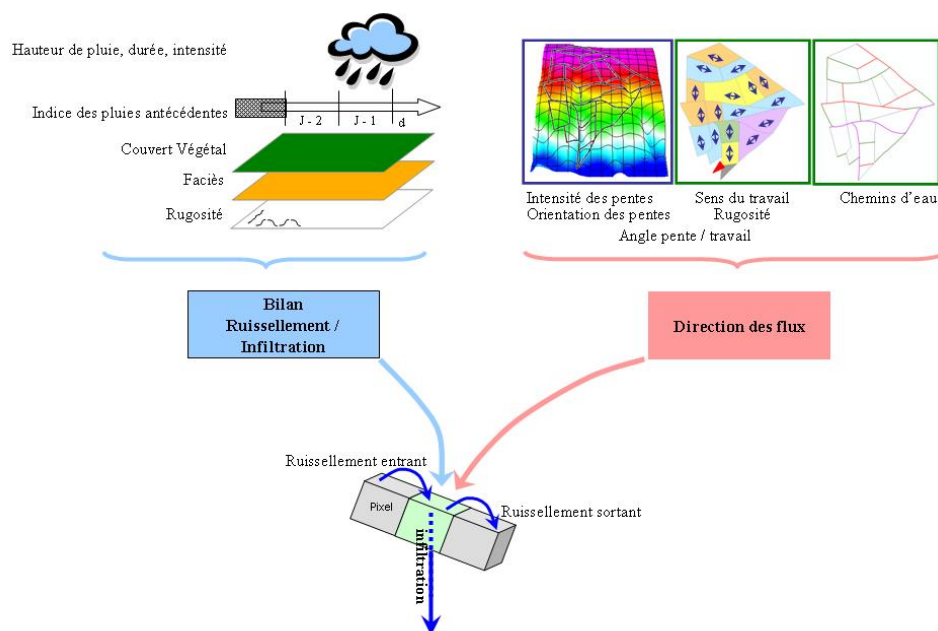 Hauteur de pluie, durée, intensité
Indice des pluies antécédentes
J - 2
J - 1
d
Couvert Végétal
Faciès
Rugosité
Intensité des pentes
Orientation des pentes
Sens du travail
Rugosité
Chemins d'eau
Angle pente / travail
Bilan
Ruissellement /
Infiltration
Direction des flux
Ruissellement entrant
Pixel
Ruissellement sortant
infiltration